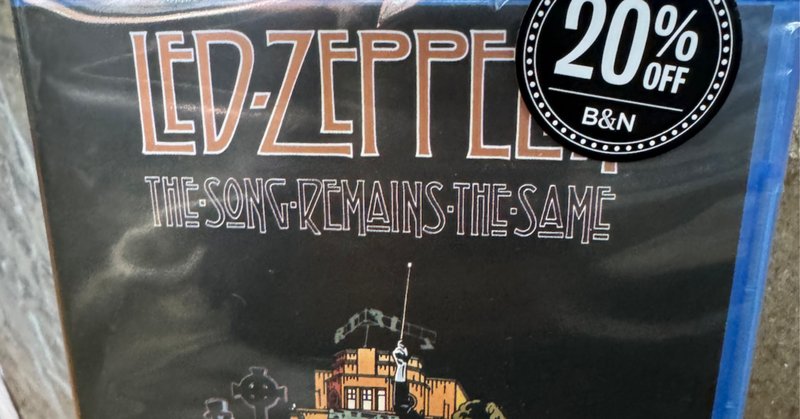 LED·ZEPPELIN
20%
OFF
B&N
THE·SONG·REMAINS·THE·SAME